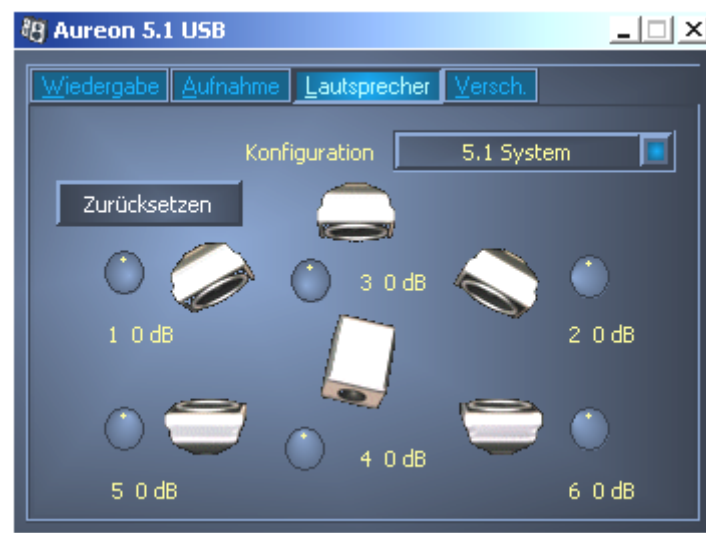 Aureon 5.1 USB
Wiedergabe Aufnahme Lautsprecher Versch.
Konfiguration 5.1 System
Zurücksetzen
3 0 dB
1 0 dB
2 0 dB
4 0 dB
5 0 dB
6 0 dB